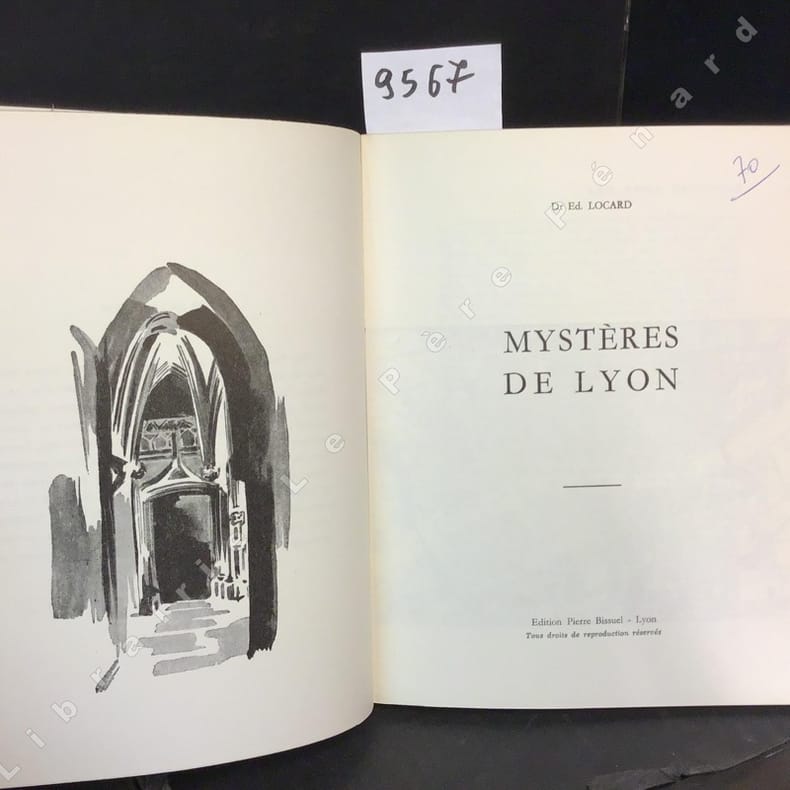 9567
70
Dr Ed. LOCARD
MYSTÈRES
DE LYON
Edition Pierre Bissuel - Lyon
Tous droits de reproduction réservés
Librairie Le Père Pénard